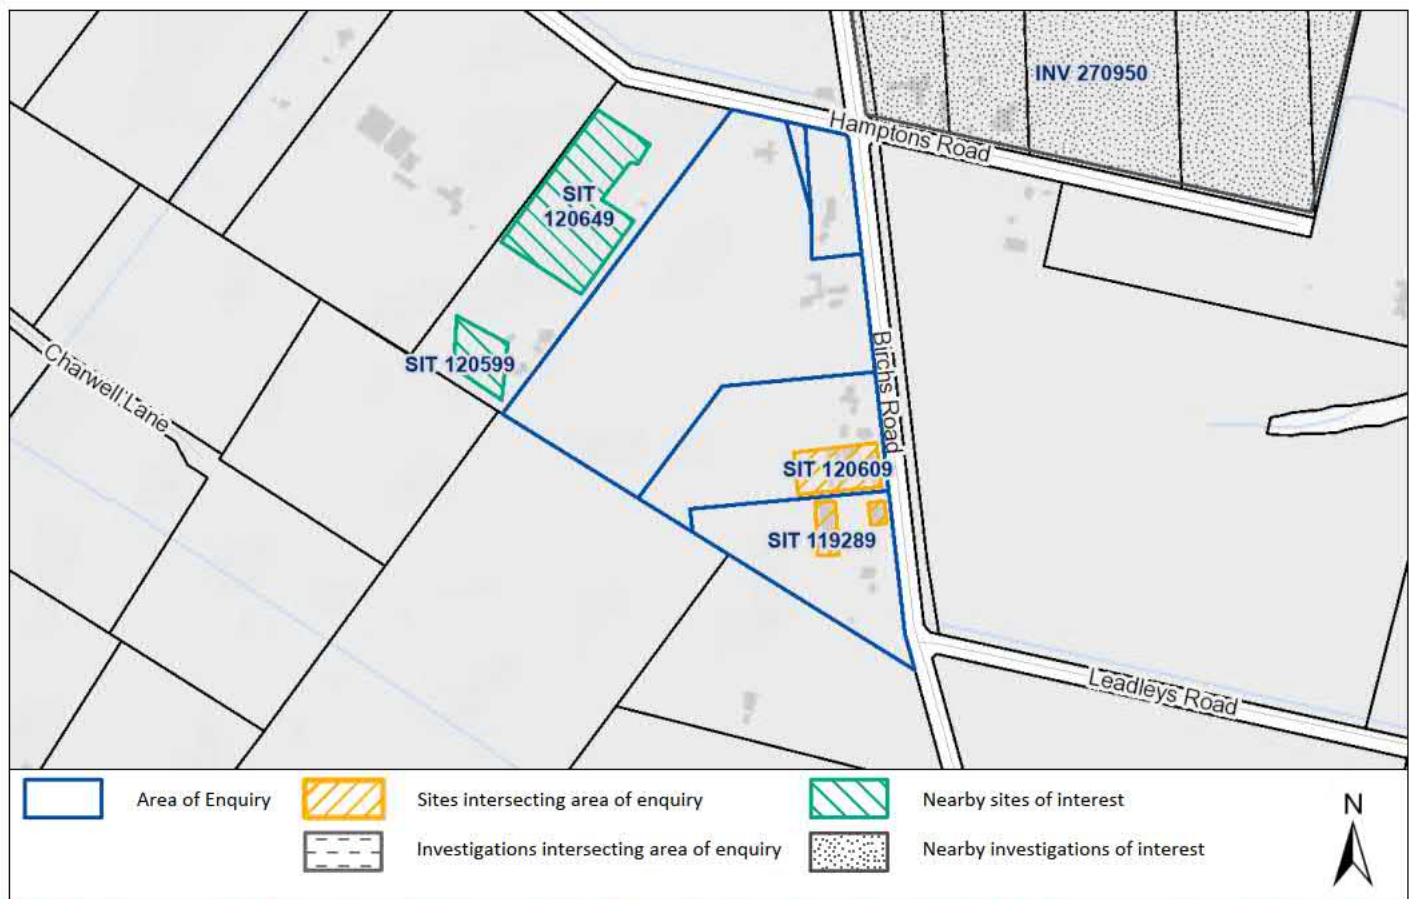 INV 270950
Hamptons Road
SIT
120649
SIT 120599
Charwell Lane
Birchs Road
SIT 120609
SIT 119289
Leadleys Road
Area of Enquiry
Sites intersecting area of enquiry
Nearby sites of interest
N
Investigations intersecting area of enquiry
Nearby investigations of interest